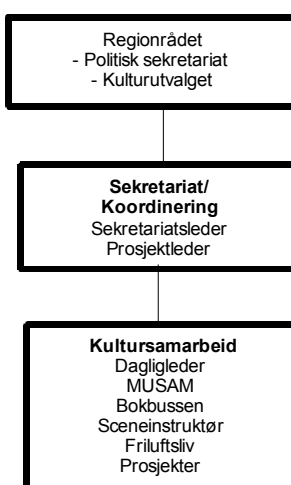 Regionrådet
- Politisk sekretariat
- Kulturutvalget
Sekretariat/
Koordinering
Sekretariatsleder
Prosjektleder
Kultursamarbeid
Dagligleder
MUSAM
Bokbussen
Sceneinstruktør
Friluftsliv
Prosjekter